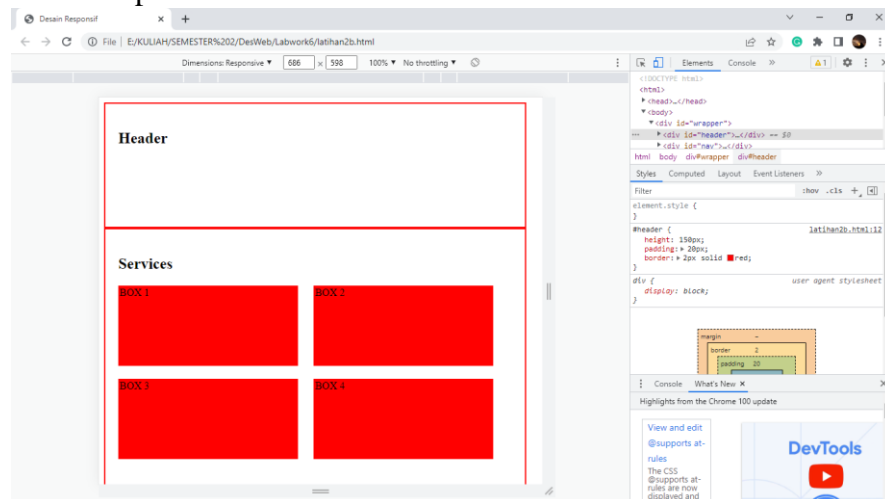 Desain Responsif
File | E:/KULIAH/SEMESTER%202/DesWeb/Labwork6/latihan2b.html
Dimensions: Responsive ▼ 686 × 598 100% ▼ No throttling ▼
Elements Console » 1
<!DOCTYPE html>
<html>
▶ <head>…</head>
▼ <body>
▼ <div id="wrapper">
… ▶ <div id="header">…</div> == $0
▶ <div id="nav">…</div>
html body div#wrapper div#header
Styles Computed Layout Event Listeners »
Filter :hov .cls +
element.style {
}
#header { latihan2b.html:12
height: 150px;
padding: ▶ 20px;
border: ▶ 2px solid red;
}
div { user agent stylesheet
display: block;
}
margin -
border 2
padding 20
Console What's New ×
Highlights from the Chrome 100 update
View and edit
@supports at-
rules
The CSS
@supports at-
rules are now
displayed and
DevTools
Header
Services
BOX 1 BOX 2
BOX 3 BOX 4